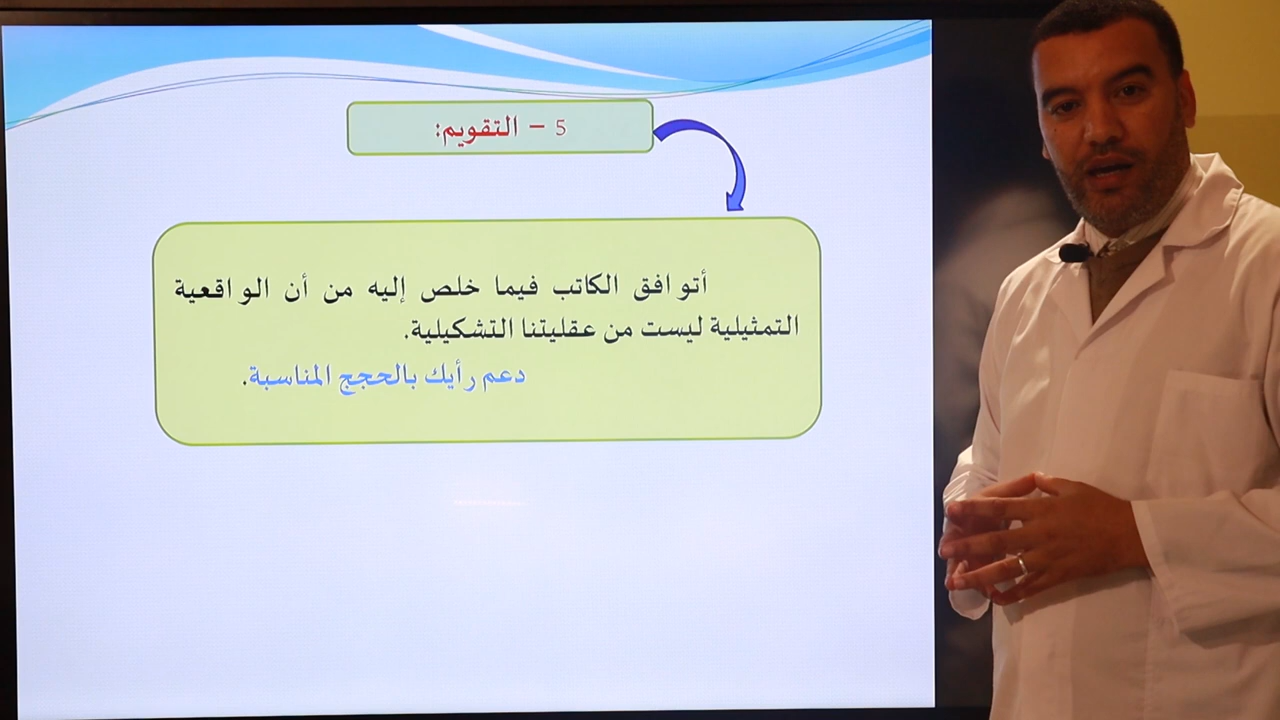 5 – التقويم:
أتوافق الكاتب فيما خلص إليه من أن الواقعية
التمثيلية ليست من عقليتنا التشكيلية.
دعم رأيك بالحجج المناسبة.